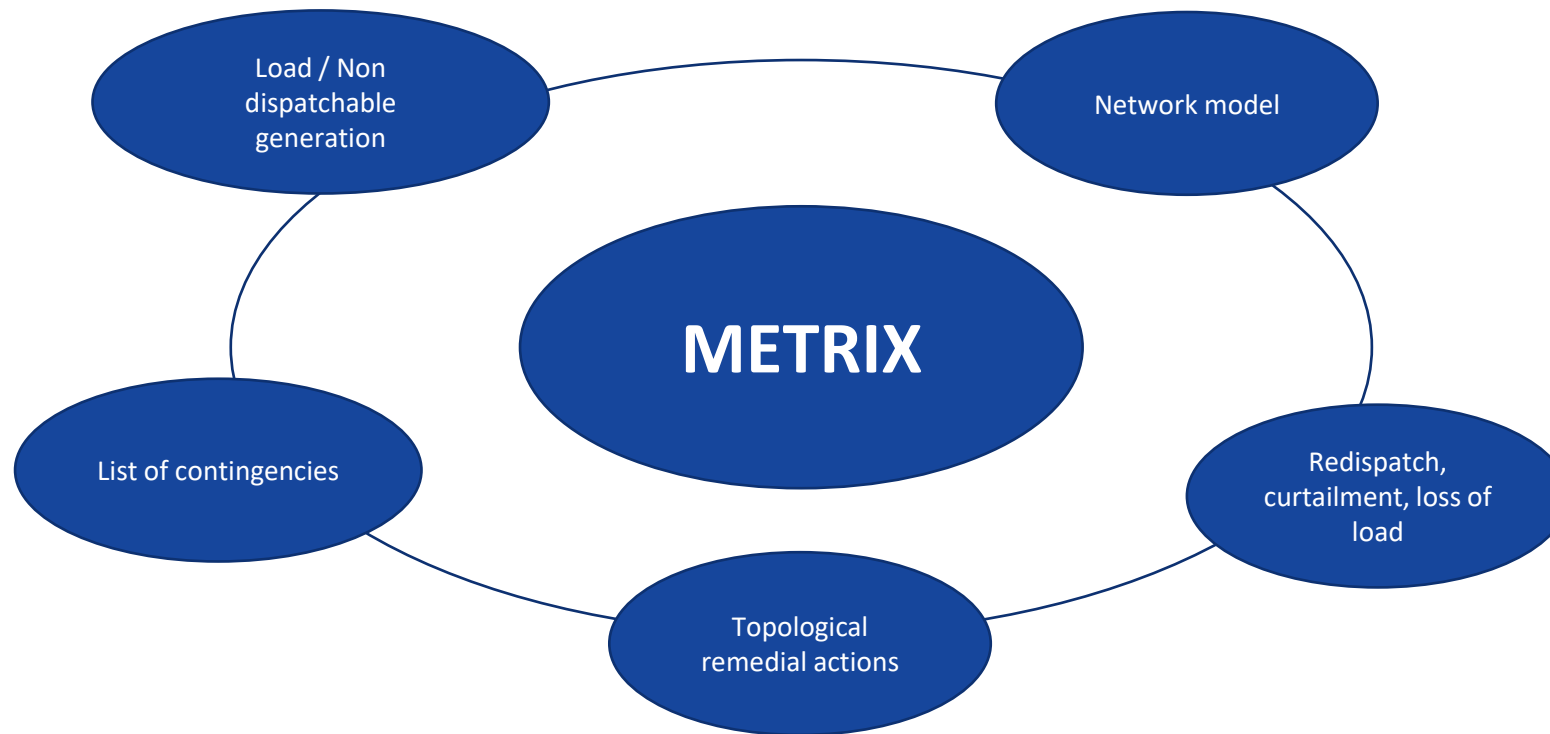 Load / Non
dispatchable
generation
Network model
METRIX
List of contingencies
Redispatch,
curtailment, loss of
load
Topological
remedial actions